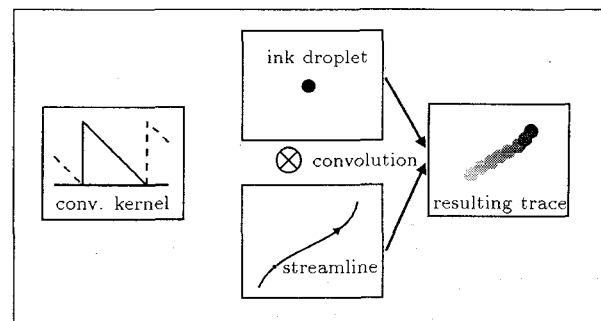 ink droplet
conv. kernel
convolution
streamline
resulting trace